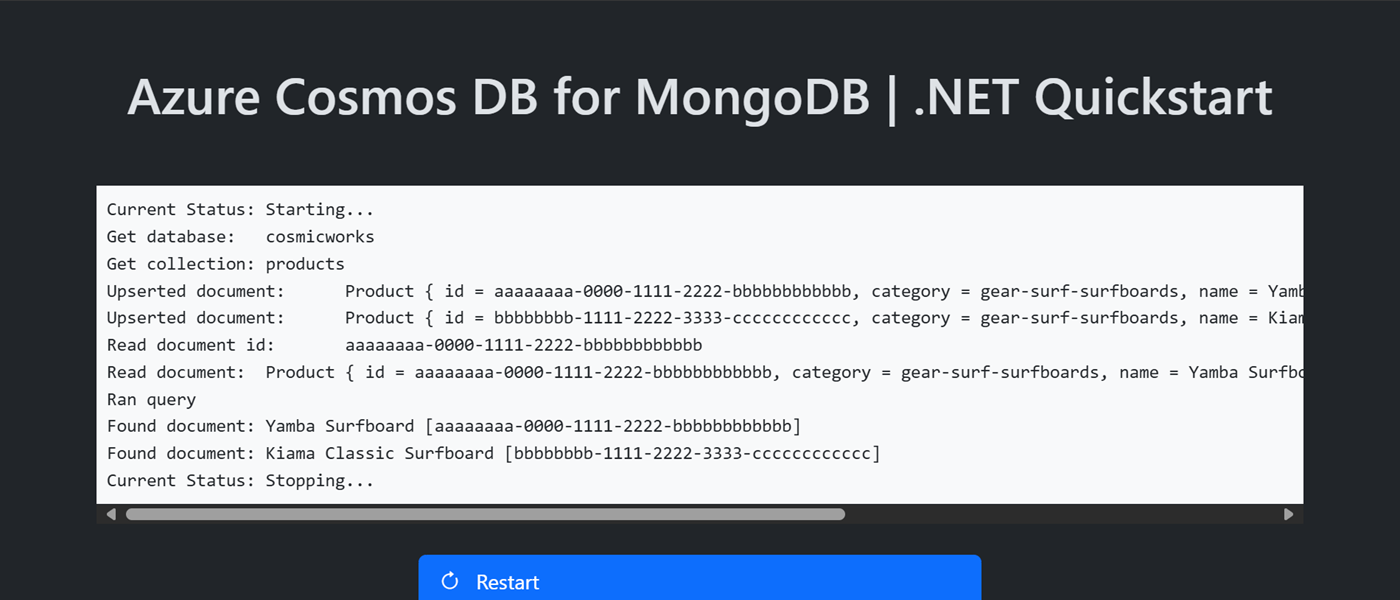 Azure Cosmos DB for MongoDB | .NET Quickstart
Current Status: Starting...
Get database:   cosmicworks
Get collection: products
Upserted document:      Product { id = aaaaaaaa-0000-1111-2222-bbbbbbbbbbbb, category = gear-surf-surfboards, name = Yamb
Upserted document:      Product { id = bbbbbbbb-1111-2222-3333-cccccccccccc, category = gear-surf-surfboards, name = Kiam
Read document id:       aaaaaaaa-0000-1111-2222-bbbbbbbbbbbb
Read document:  Product { id = aaaaaaaa-0000-1111-2222-bbbbbbbbbbbb, category = gear-surf-surfboards, name = Yamba Surfbo
Ran query
Found document: Yamba Surfboard [aaaaaaaa-0000-1111-2222-bbbbbbbbbbbb]
Found document: Kiama Classic Surfboard [bbbbbbbb-1111-2222-3333-cccccccccccc]
Current Status: Stopping...
Restart